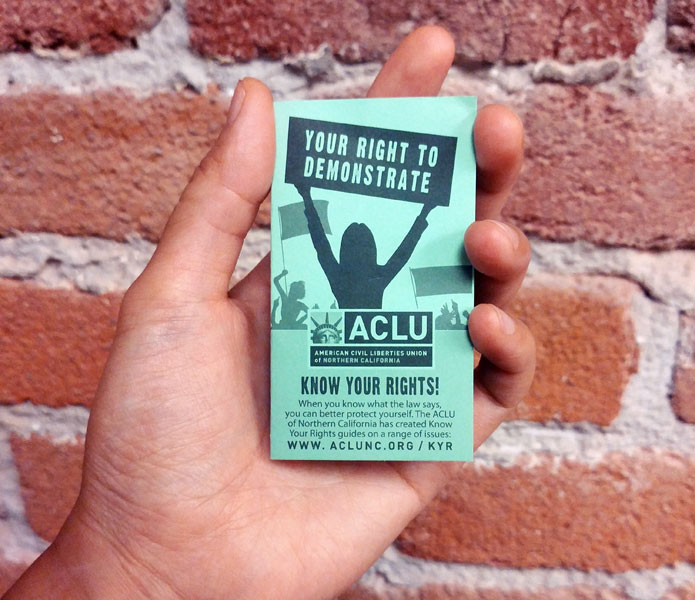 YOUR RIGHT TO
DEMONSTRATE
ACLU
AMERICAN CIVIL LIBERTIES UNION
of NORTHERN CALIFORNIA
KNOW YOUR RIGHTS!
When you know what the law says,
you can better protect yourself. The ACLU
of Northern California has created Know
Your Rights guides on a range of issues:
WWW. ACLUNC.ORG / KYR